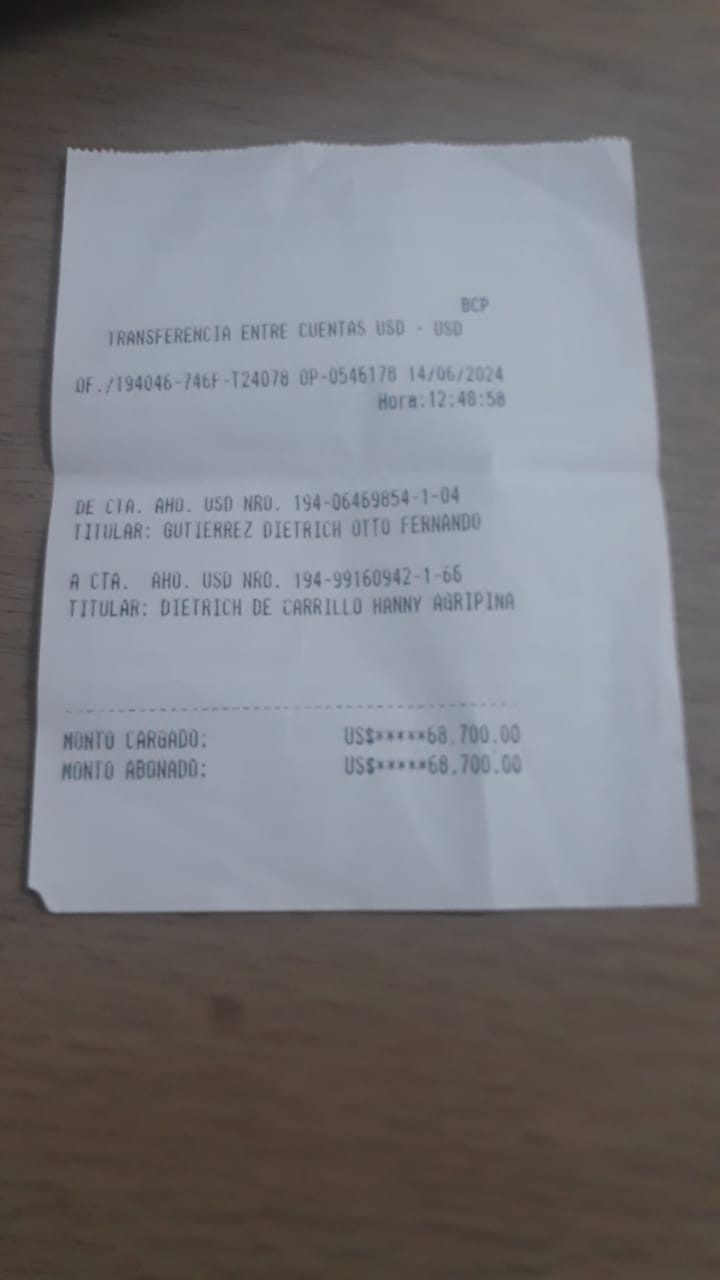 BCP
TRANSFERENCIA ENTRE CUENTAS USD - USD
OF./194046-746F-T24078 OP-0546178 14/06/2024
Hora:12:48:58
DE CTA. AHO. USD NRO. 194-06469854-1-04
TITULAR: GUTIERREZ DIETRICH OTTO FERNANDO
A CTA. AHO. USD NRO. 194-99160942-1-66
TITULAR: DIETRICH DE CARRILLO HANNY AGRIPINA
MONTO CARGADO: US$*****68,700.00
MONTO ABONADO: US$*****68,700.00